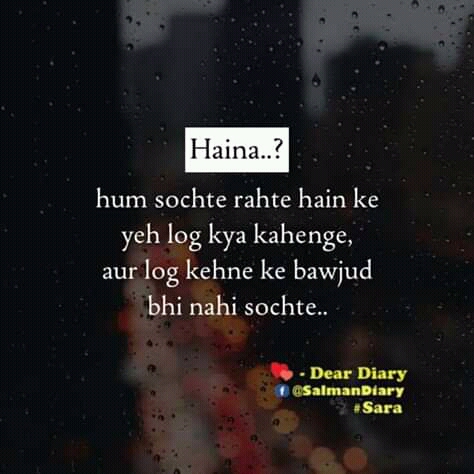 Haina..?
hum sochte rahte hain ke
yeh log kya kahenge,
aur log kehne ke bawjud
bhi nahi sochte..
- Dear Diary
f @SalmanDiary
# Sara